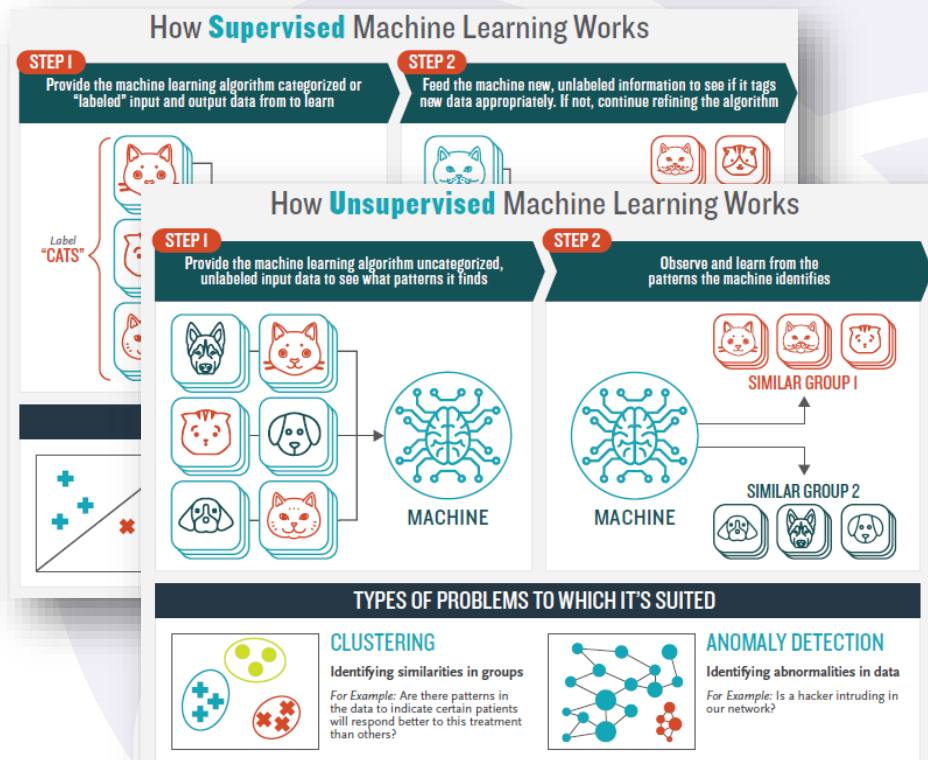 How Supervised Machine Learning Works
STEP 1
Provide the machine learning algorithm categorized or
"labeled" input and output data from to learn
STEP 2
Feed the machine new, unlabeled information to see if it tags
new data appropriately. If not, continue refining the algorithm
Label
"CATS"
How Unsupervised Machine Learning Works
STEP 1
Provide the machine learning algorithm uncategorized,
unlabeled input data to see what patterns it finds
MACHINE
STEP 2
Observe and learn from the
patterns the machine identifies
MACHINE
SIMILAR GROUP 1
SIMILAR GROUP 2
TYPES OF PROBLEMS TO WHICH IT'S SUITED
CLUSTERING
Identifying similarities in groups
For Example: Are there patterns in
the data to indicate certain patients
will respond better to this treatment
than others?
ANOMALY DETECTION
Identifying abnormalities in data
For Example: Is a hacker intruding in
our network?